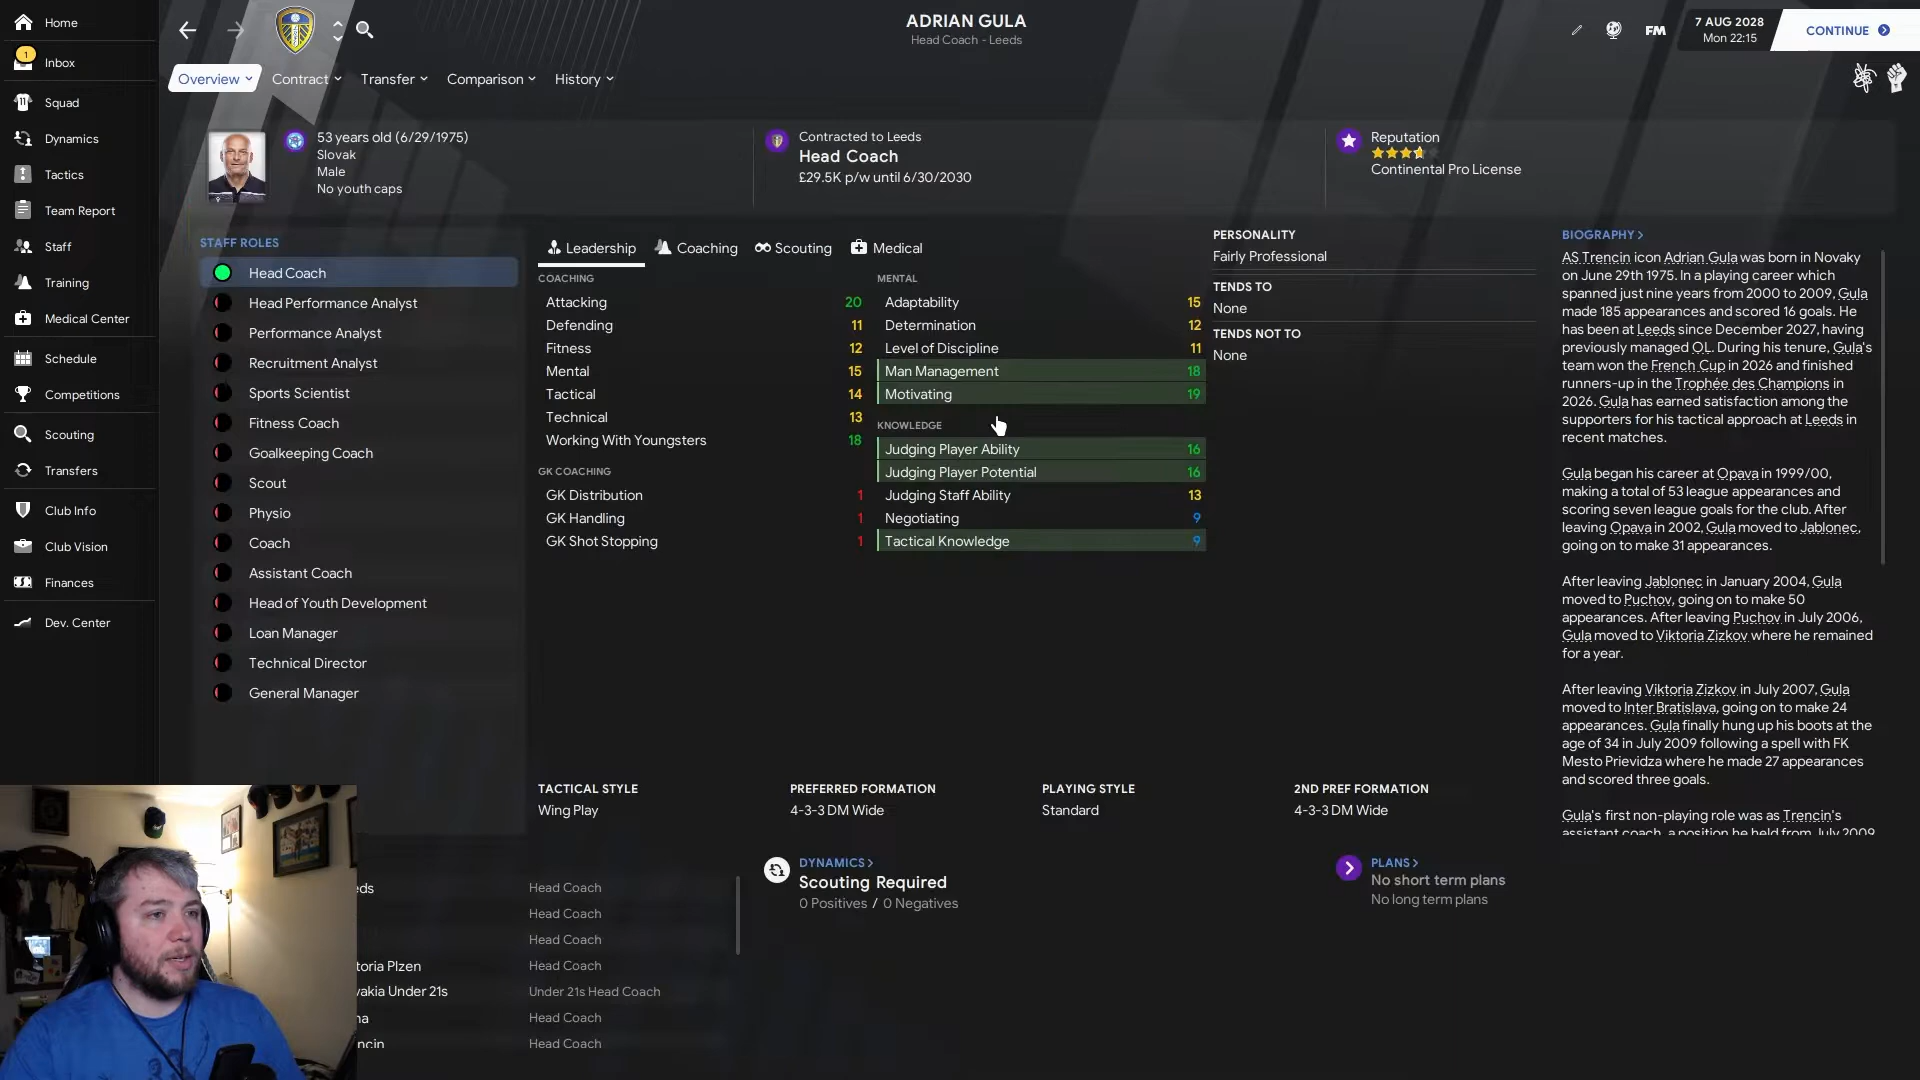 Home
1
Inbox
Squad
Dynamics
Tactics
Team Report
Staff
Training
Medical Center
Schedule
Competitions
Scouting
Transfers
Club Info
Club Vision
Finances
Dev. Center
ADRIAN GULA
Head Coach - Leeds
FM
7 AUG 2028
Mon 22:15
CONTINUE
Overview
Contract
Transfer
Comparison
History
53 years old (6/29/1975)
Slovak
Male
No youth caps
Contracted to Leeds
Head Coach
£29.5K p/w until 6/30/2030
Reputation
Continental Pro License
STAFF ROLES
Head Coach
Head Performance Analyst
Performance Analyst
Recruitment Analyst
Sports Scientist
Fitness Coach
Goalkeeping Coach
Scout
Physio
Coach
Assistant Coach
Head of Youth Development
Loan Manager
Technical Director
General Manager
Leadership
Coaching
Scouting
Medical
COACHING
Attacking 20
Defending 11
Fitness 12
Mental 15
Tactical 14
Technical 13
Working With Youngsters 18
GK COACHING
GK Distribution 1
GK Handling 1
GK Shot Stopping 1
MENTAL
Adaptability 15
Determination 12
Level of Discipline 11
Man Management 18
Motivating 19
KNOWLEDGE
Judging Player Ability 16
Judging Player Potential 16
Judging Staff Ability 13
Negotiating 9
Tactical Knowledge 9
PERSONALITY
Fairly Professional
TENDS TO
None
TENDS NOT TO
None
BIOGRAPHY >
AS Trencin icon Adrian Gula was born in Novaky
on June 29th 1975. In a playing career which
spanned just nine years from 2000 to 2009, Gula
made 185 appearances and scored 16 goals. He
has been at Leeds since December 2027, having
previously managed OL. During his tenure, Gula's
team won the French Cup in 2026 and finished
runners-up in the Trophée des Champions in
2026. Gula has earned satisfaction among the
supporters for his tactical approach at Leeds in
recent matches.
Gula began his career at Opava in 1999/00,
making a total of 53 league appearances and
scoring seven league goals for the club. After
leaving Opava in 2002, Gula moved to Jablonec,
going on to make 31 appearances.
After leaving Jablonec in January 2004, Gula
moved to Puchov, going on to make 50
appearances. After leaving Puchov in July 2006,
Gula moved to Viktoria Zizkov where he remained
for a year.
After leaving Viktoria Zizkov in July 2007, Gula
moved to Inter Bratislava, going on to make 24
appearances. Gula finally hung up his boots at the
age of 34 in July 2009 following a spell with FK
Mesto Prievidza where he made 27 appearances
and scored three goals.
Gula's first non-playing role was as Trencin's
assistant coach, a position he held from July 2009
TACTICAL STYLE
Wing Play
PREFERRED FORMATION
4-3-3 DM Wide
PLAYING STYLE
Standard
2ND PREF FORMATION
4-3-3 DM Wide
eds Head Coach
Head Coach
Head Coach
toria Plzen Head Coach
vakia Under 21s Under 21s Head Coach
na Head Coach
ncin Head Coach
DYNAMICS >
Scouting Required
0 Positives / 0 Negatives
PLANS >
No short term plans
No long term plans